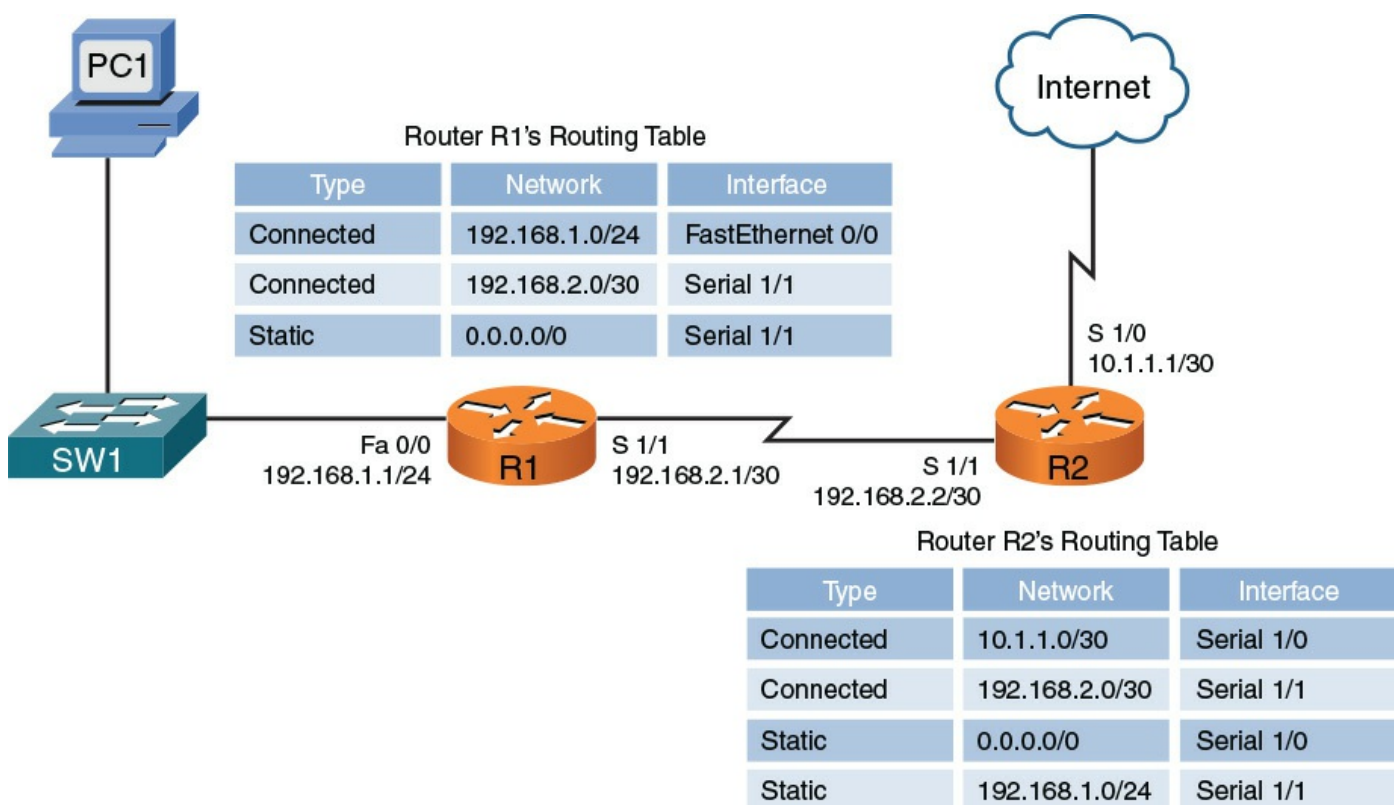 PC1
Internet
Router R1's Routing Table
Type Network Interface
Connected 192.168.1.0/24 FastEthernet 0/0
Connected 192.168.2.0/30 Serial 1/1
Static 0.0.0.0/0 Serial 1/1
S 1/0
10.1.1.1/30
SW1
Fa 0/0
192.168.1.1/24
R1
S 1/1
192.168.2.1/30
S 1/1
192.168.2.2/30
R2
Router R2's Routing Table
Type Network Interface
Connected 10.1.1.0/30 Serial 1/0
Connected 192.168.2.0/30 Serial 1/1
Static 0.0.0.0/0 Serial 1/0
Static 192.168.1.0/24 Serial 1/1